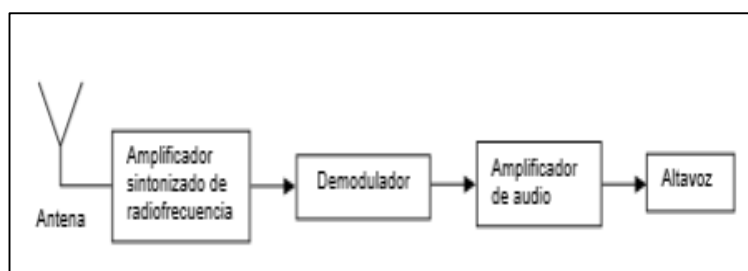 Antena
Amplificador
sintonizado de
radiofrecuencia
Demodulador
Amplificador
de audio
Altavoz